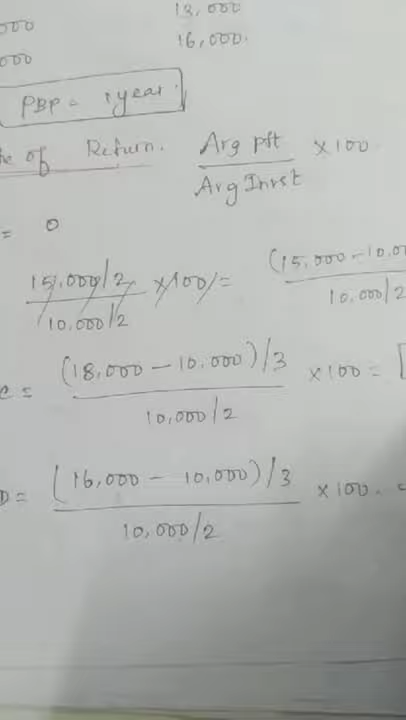 000 13,000
000 16,000.
PBP = 1 year.
te of Return. Avg pft / Avg Invst × 100
= 0
15,000/2 / 10,000/2 × 100 = (15,000 - 10,00 / 10,000/2
C = (18,000 - 10,000)/3 / 10,000/2 × 100 = [
D = (16,000 - 10,000)/3 / 10,000/2 × 100. =